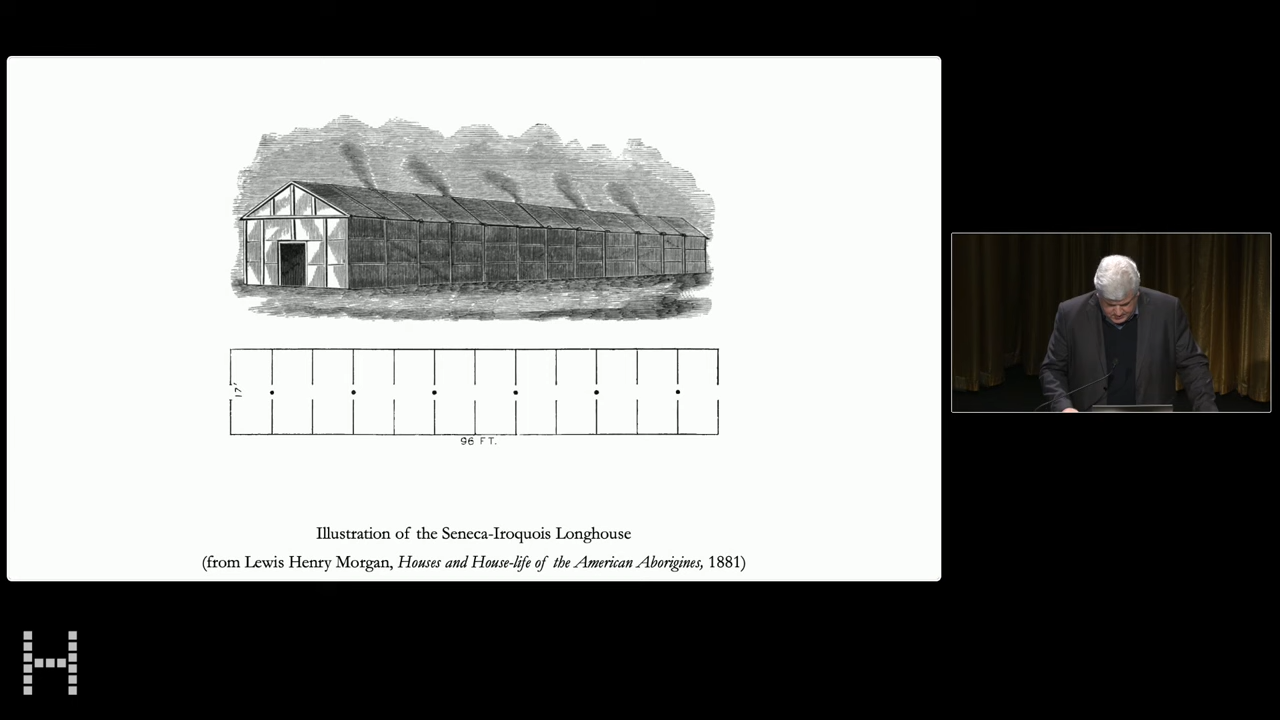 17'
96 FT.
Illustration of the Seneca-Iroquois Longhouse
(from Lewis Henry Morgan, Houses and House-life of the American Aborigines, 1881)
H